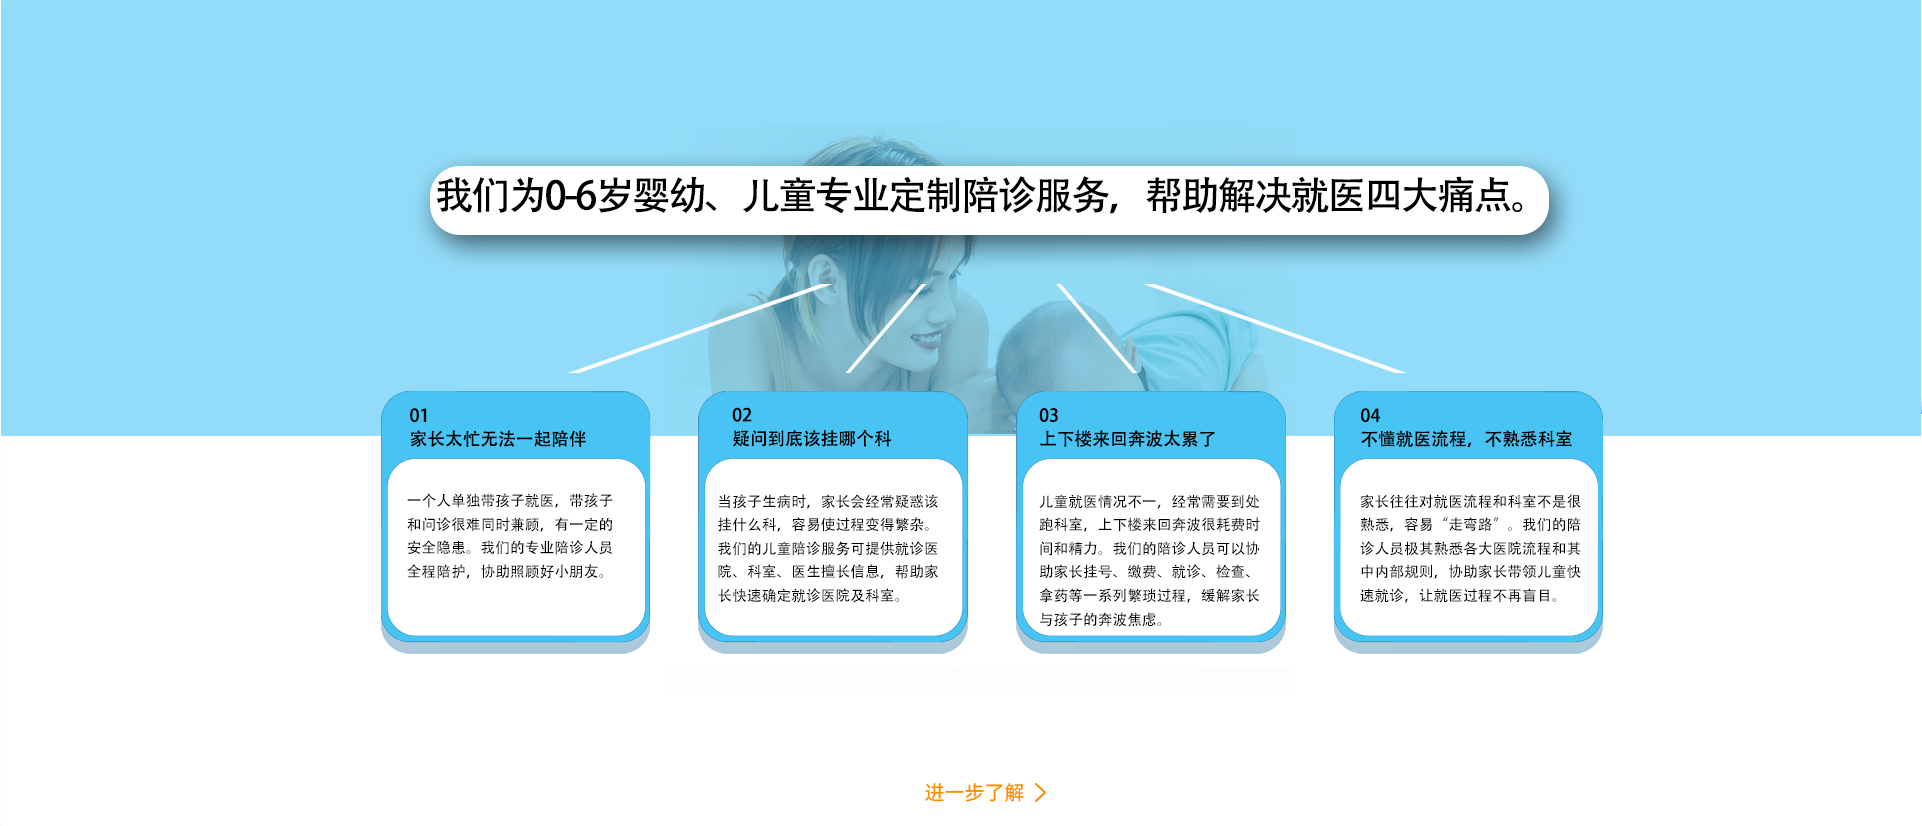 我们为0-6岁婴幼、儿童专业定制陪诊服务，帮助解决就医四大痛点。
01
家长太忙无法一起陪伴
一个人单独带孩子就医，带孩子
和问诊很难同时兼顾，有一定的
安全隐患。我们的专业陪诊人员
全程陪护，协助照顾好小朋友。
02
疑问到底该挂哪个科
当孩子生病时，家长会经常疑惑该
挂什么科，容易使过程变得繁杂。
我们的儿童陪诊服务可提供就诊医
院、科室、医生擅长信息，帮助家
长快速确定就诊医院及科室。
03
上下楼来回奔波太累了
儿童就医情况不一，经常需要到处
跑科室，上下楼来回奔波很耗费时
间和精力。我们的陪诊人员可以协
助家长挂号、缴费、就诊、检查、
拿药等一系列繁琐过程，缓解家长
与孩子的奔波焦虑。
04
不懂就医流程，不熟悉科室
家长往往对就医流程和科室不是很
熟悉，容易“走弯路”。我们的陪
诊人员极其熟悉各大医院流程和其
中内部规则，协助家长带领儿童快
速就诊，让就医过程不再盲目。
进一步了解 >